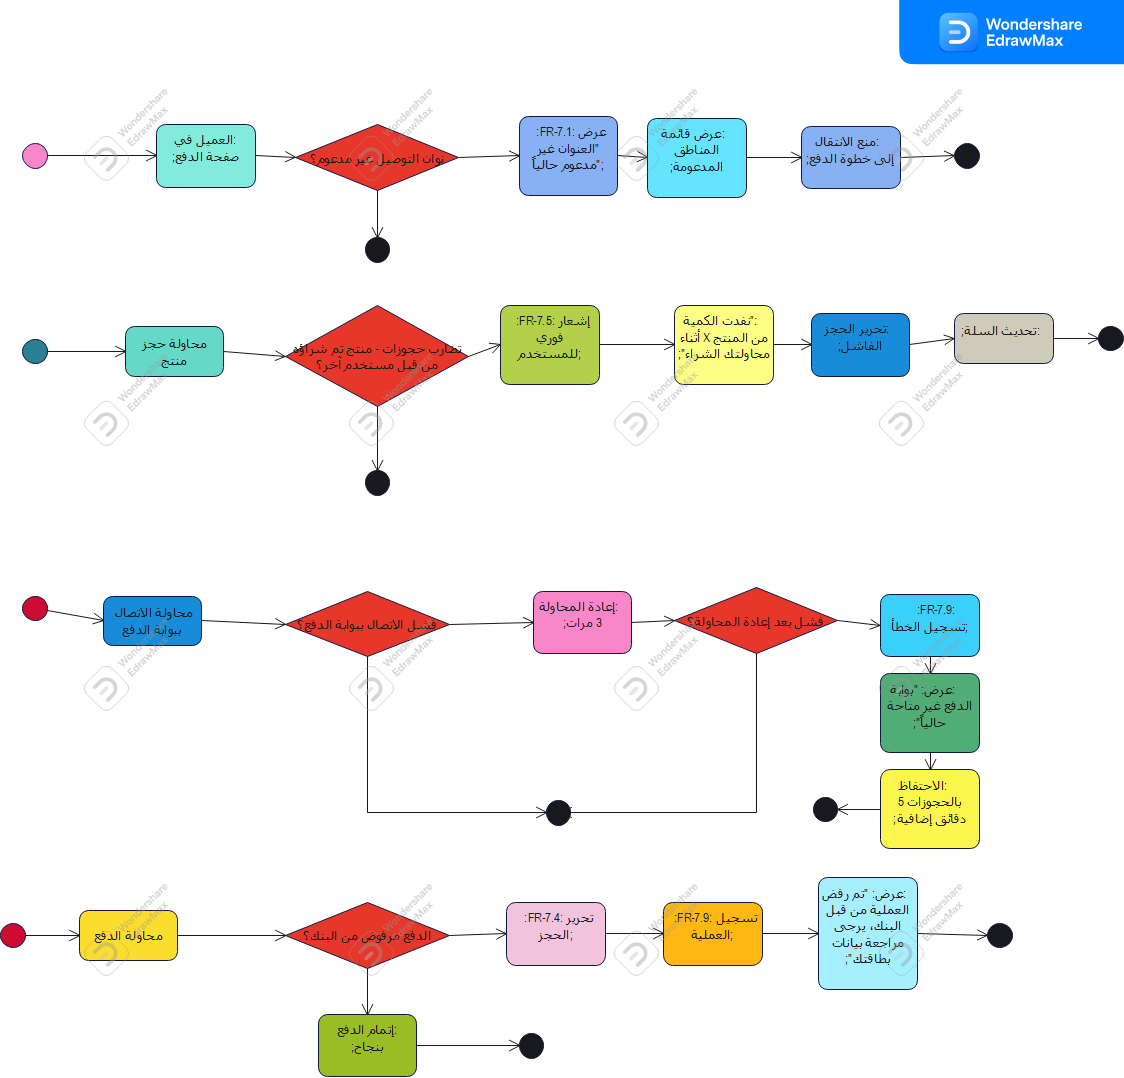 Wondershare
EdrawMax
:العميل في
صفحة الدفع;
نوان التوصيل غير مدعوم؟
:FR-7.1: عرض
"العنوان غير
مدعوم حالياً";
:عرض قائمة
المناطق
المدعومة;
:منع الانتقال
إلى خطوة الدفع;
محاولة حجز
منتج
تضارب حجوزات - منتج تم شراؤه
من قبل مستخدم آخر؟
:FR-7.5: إشعار
فوري
للمستخدم;
:"نفدت الكمية
من المنتج X أثناء
محاولتك الشراء";
:تحرير الحجز
الفاشل;
:تحديث السلة;
محاولة الاتصال
ببوابة الدفع
فشل الاتصال ببوابة الدفع؟
:إعادة المحاولة
3 مرات;
فشل بعد إعادة المحاولة؟
:FR-7.9:
تسجيل الخطأ;
:عرض: "بوابة
الدفع غير متاحة
حالياً";
:الاحتفاظ
بالحجوزات 5
دقائق إضافية;
محاولة الدفع
الدفع مرفوض من البنك؟
:FR-7.4: تحرير
الحجز;
:FR-7.9: تسجيل
العملية;
:عرض: "تم رفض
العملية من قبل
البنك، يرجى
مراجعة بيانات
بطاقتك";
:إتمام الدفع
بنجاح;